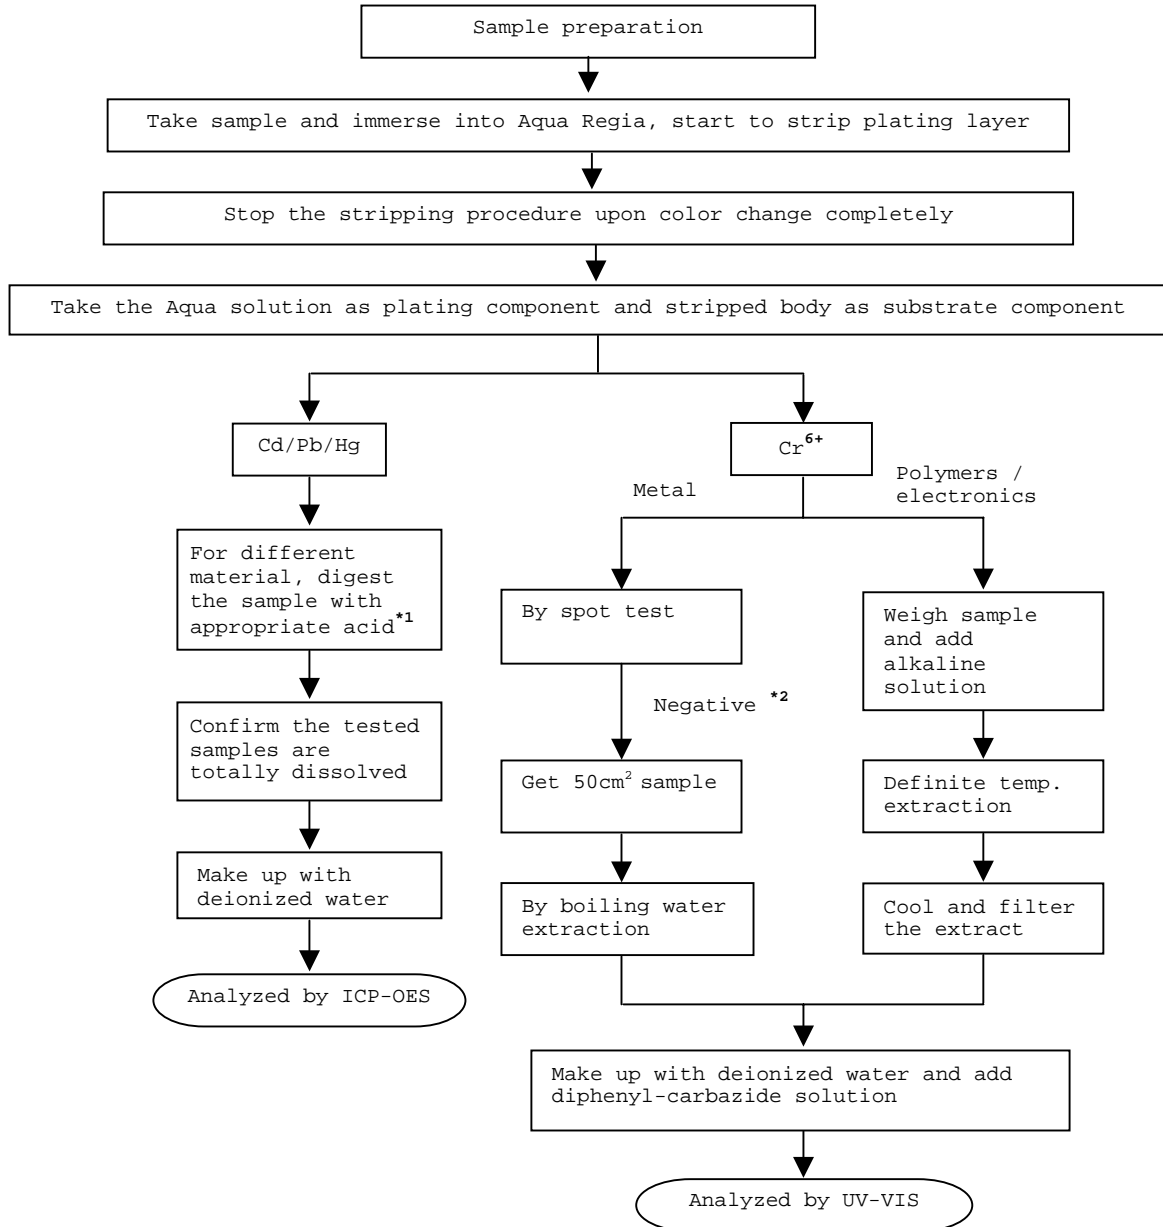 Sample preparation
Take sample and immerse into Aqua Regia, start to strip plating layer
Stop the stripping procedure upon color change completely
Take the Aqua solution as plating component and stripped body as substrate component
Cd/Pb/Hg
For different
material, digest
the sample with
appropriate acid*1
Confirm the tested
samples are
totally dissolved
Make up with
deionized water
Analyzed by ICP-OES
Cr6+
Metal
By spot test
Negative *2
Get 50cm2 sample
By boiling water
extraction
Polymers /
electronics
Weigh sample
and add
alkaline
solution
Definite temp.
extraction
Cool and filter
the extract
Make up with deionized water and add
diphenyl-carbazide solution
Analyzed by UV-VIS